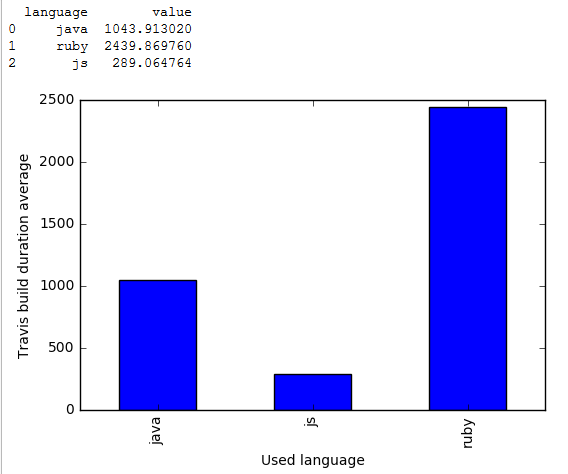 language value
0 java 1043.913020
1 ruby 2439.869760
2 js 289.064764
2500
2000
1500
1000
500
0
Travis build duration average
java
js
ruby
Used language